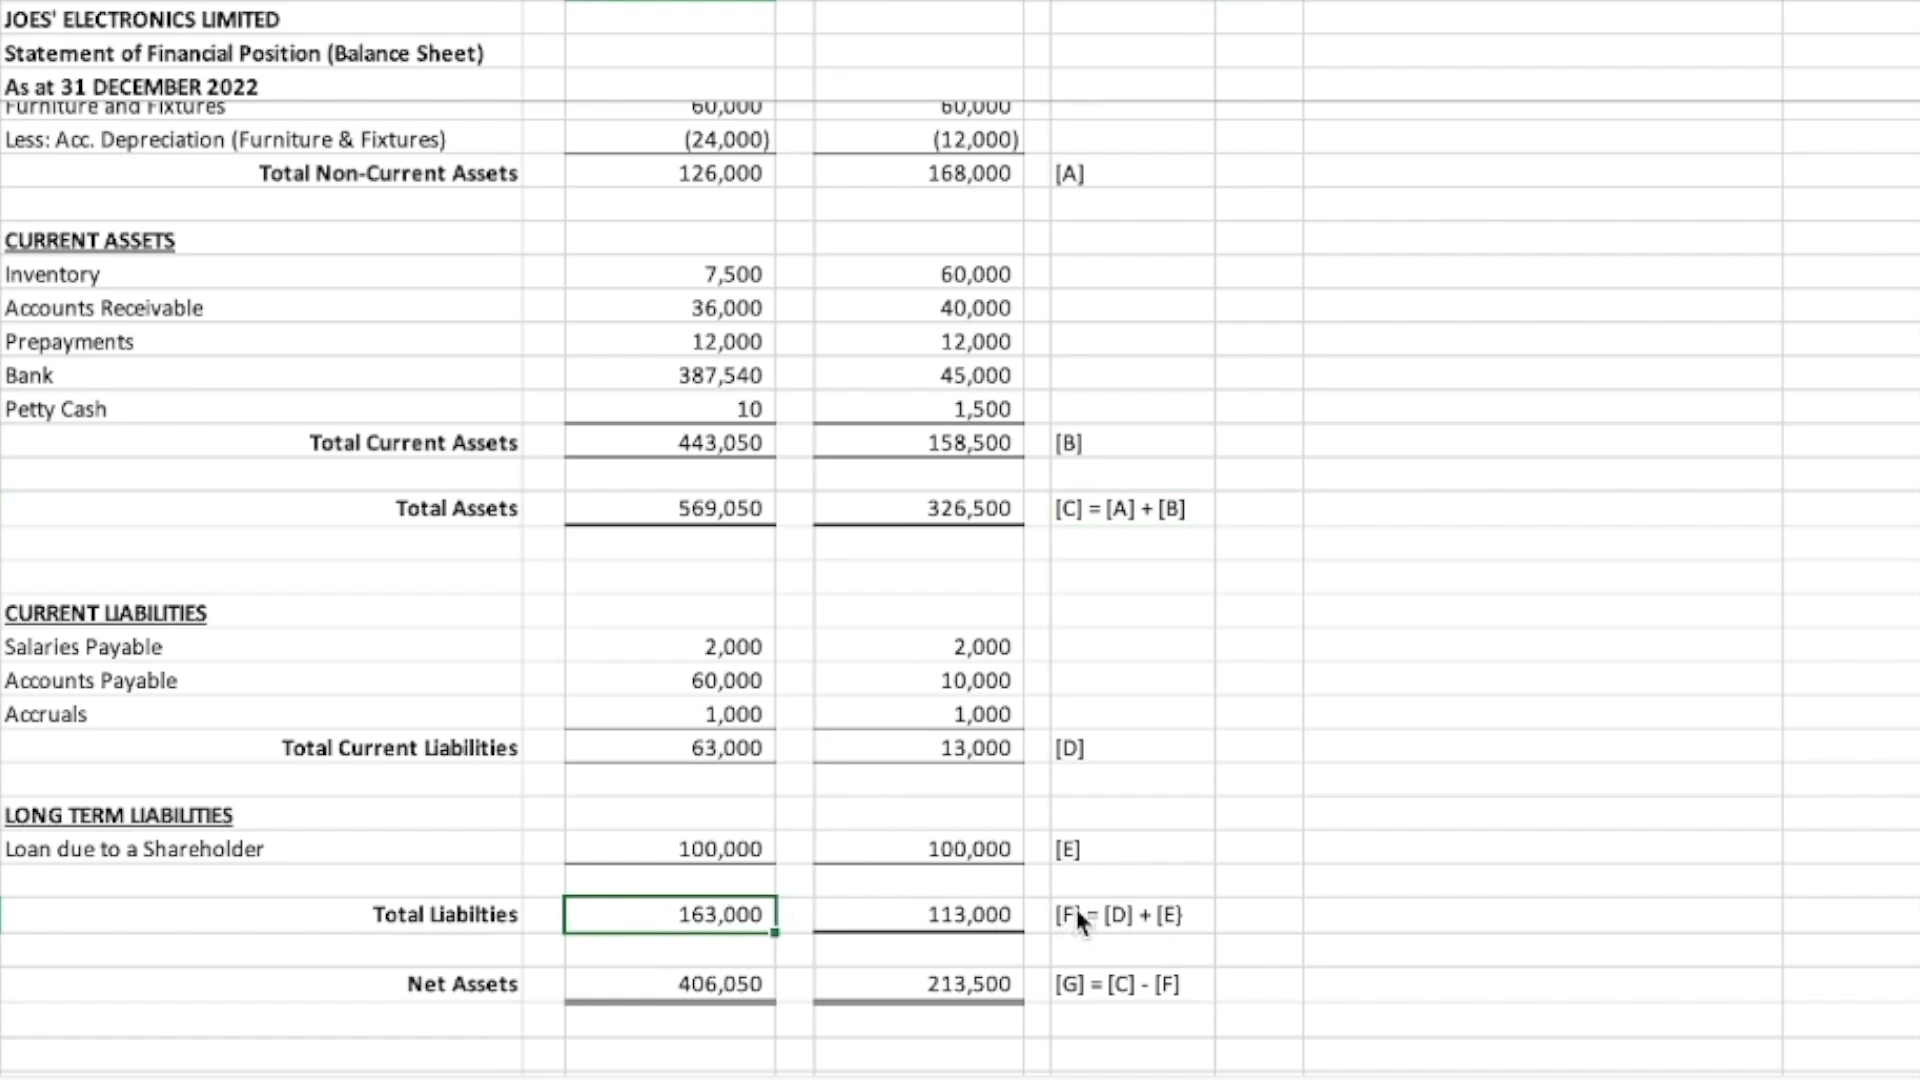 JOES' ELECTRONICS LIMITED
Statement of Financial Position (Balance Sheet)
As at 31 DECEMBER 2022
Furniture and Fixtures 60,000 60,000
Less: Acc. Depreciation (Furniture & Fixtures) (24,000) (12,000)
Total Non-Current Assets 126,000 168,000 [A]
CURRENT ASSETS
Inventory 7,500 60,000
Accounts Receivable 36,000 40,000
Prepayments 12,000 12,000
Bank 387,540 45,000
Petty Cash 10 1,500
Total Current Assets 443,050 158,500 [B]
Total Assets 569,050 326,500 [C] = [A] + [B]
CURRENT LIABILITIES
Salaries Payable 2,000 2,000
Accounts Payable 60,000 10,000
Accruals 1,000 1,000
Total Current Liabilities 63,000 13,000 [D]
LONG TERM LIABILITIES
Loan due to a Shareholder 100,000 100,000 [E]
Total Liabilties 163,000 113,000 [F] = [D] + [E}
Net Assets 406,050 213,500 [G] = [C] - [F]